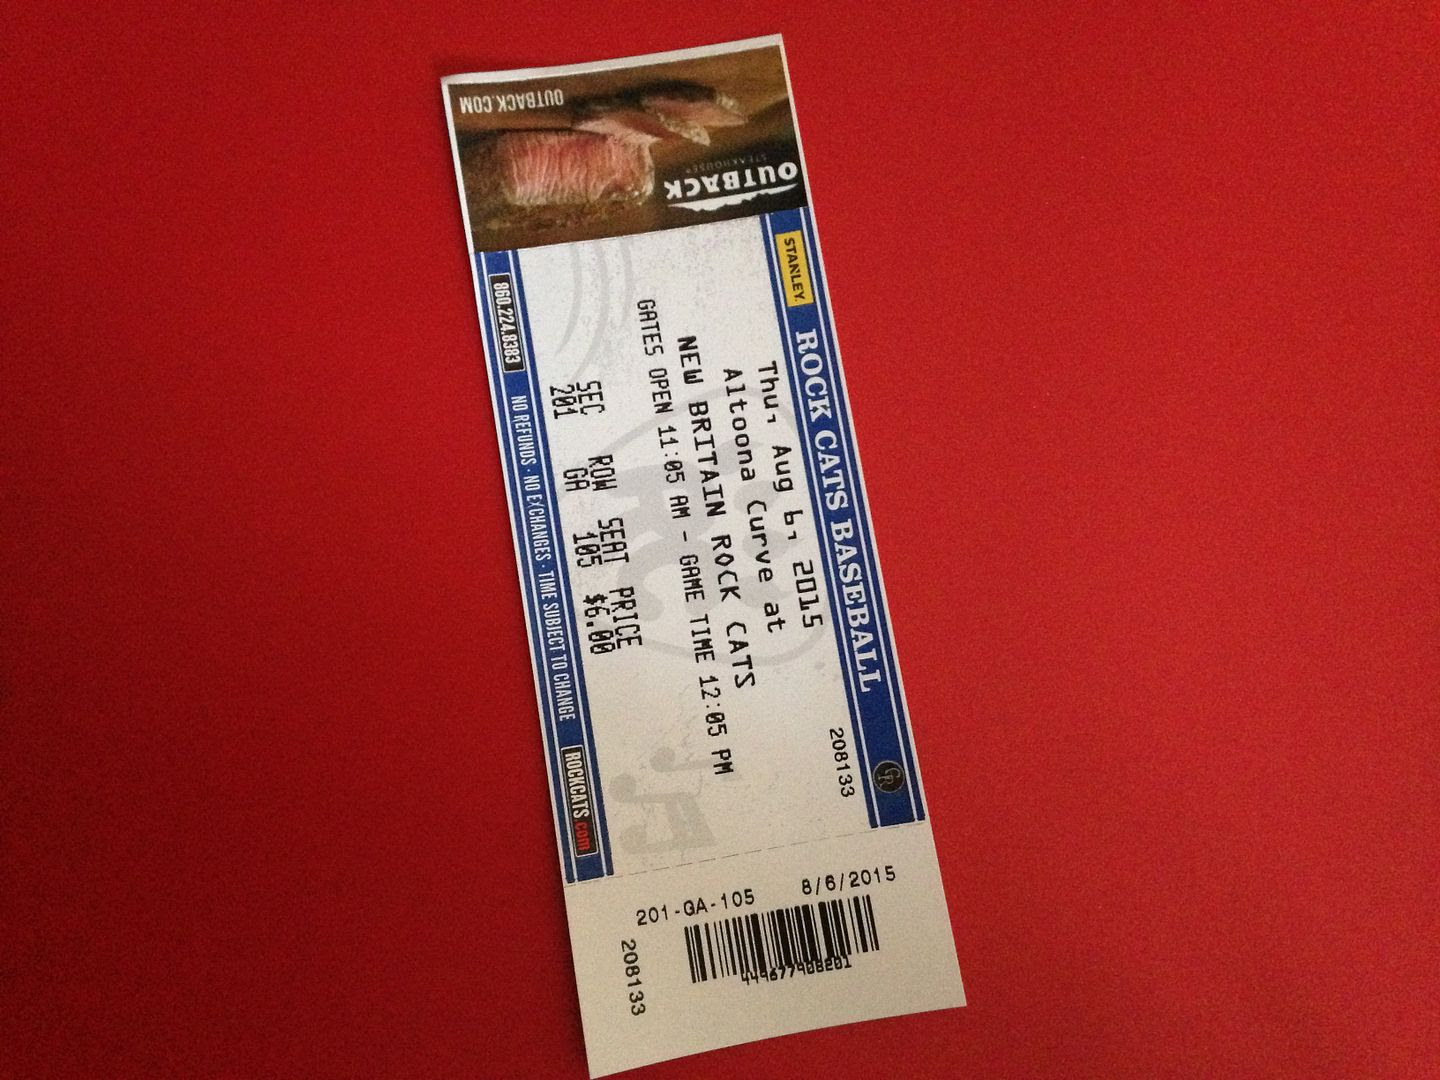 OUTBACK
STEAKHOUSE®
OUTBACK.COM
STANLEY.
ROCK CATS BASEBALL
CR
Thu, Aug 6, 2015
Altoona Curve at
NEW BRITAIN ROCK CATS
GATES OPEN 11:05 AM - GAME TIME 12:05 PM
SEC ROW SEAT PRICE
201 GA 105 $6.00
208133
860.224.8383 NO REFUNDS · NO EXCHANGES · TIME SUBJECT TO CHANGE ROCKCATS.com
201-GA-105 8/6/2015
208133